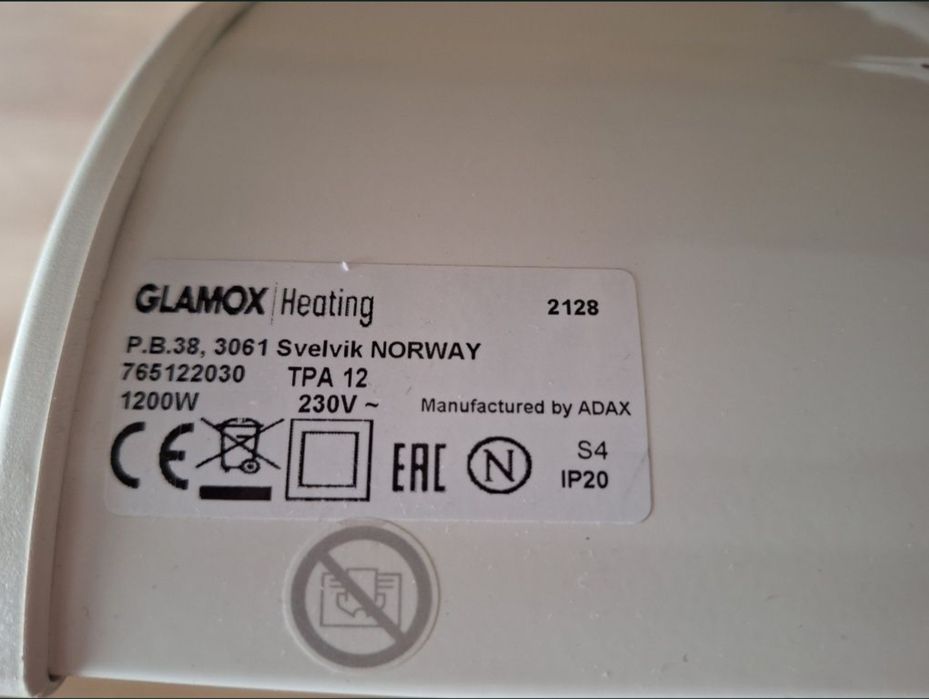 GLAMOX Heating 2128
P.B.38, 3061 Svelvik NORWAY
765122030 TPA 12
1200W 230V ~ Manufactured by ADAX
CE EAC N S4
IP20